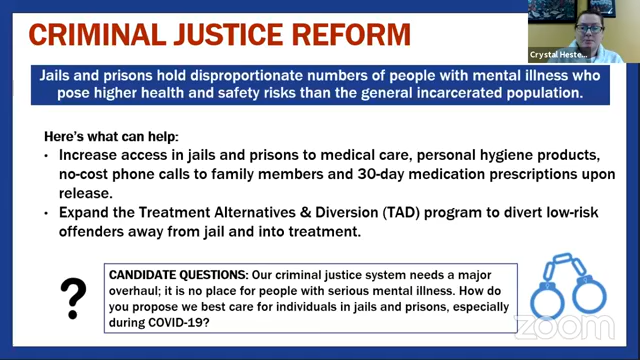 CRIMINAL JUSTICE REFORM
Crystal Heste...
Jails and prisons hold disproportionate numbers of people with mental illness who
pose higher health and safety risks than the general incarcerated population.
Here's what can help:
• Increase access in jails and prisons to medical care, personal hygiene products,
no-cost phone calls to family members and 30-day medication prescriptions upon
release.
• Expand the Treatment Alternatives & Diversion (TAD) program to divert low-risk
offenders away from jail and into treatment.
?
CANDIDATE QUESTIONS: Our criminal justice system needs a major
overhaul; it is no place for people with serious mental illness. How do
you propose we best care for individuals in jails and prisons, especially
during COVID-19?
zoom